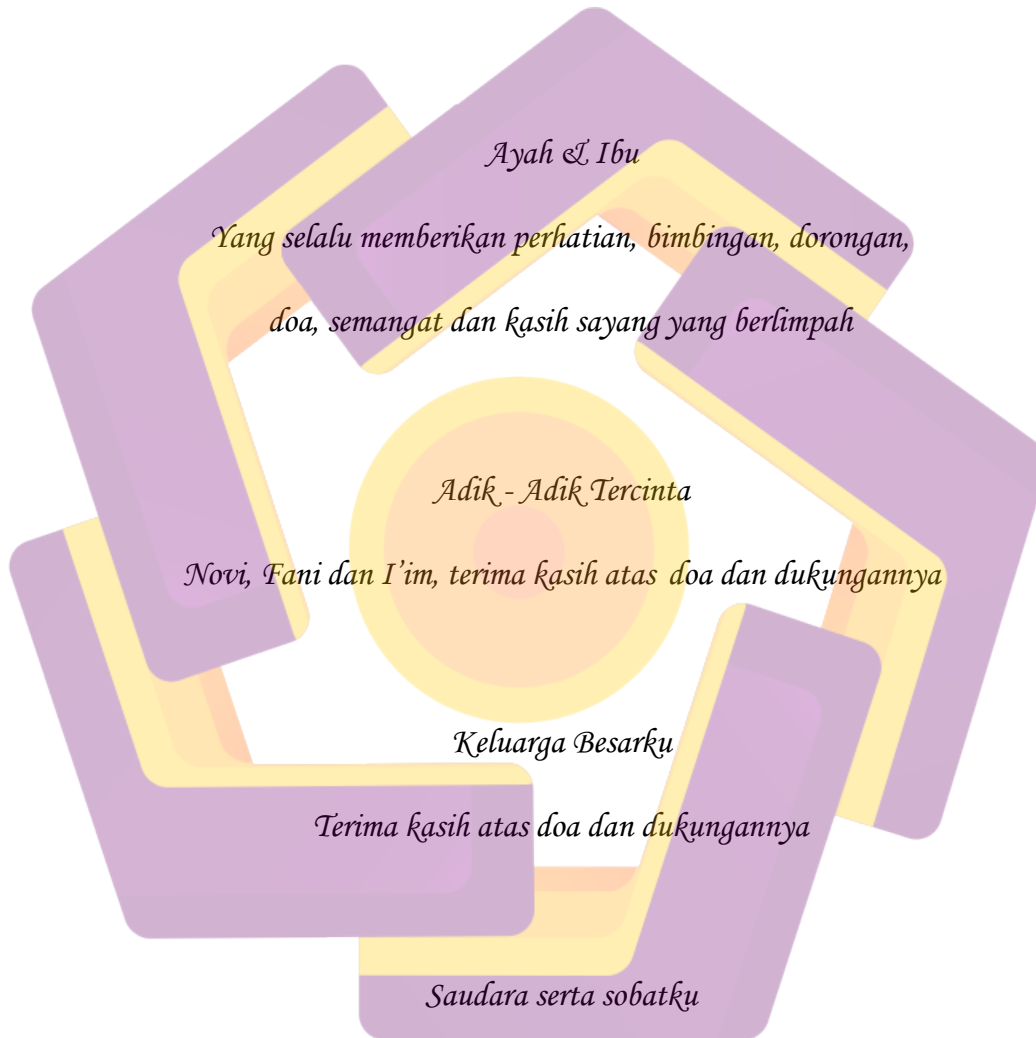 Ayah & Ibu
Yang selalu memberikan perhatian, bimbingan, dorongan,
doa, semangat dan kasih sayang yang berlimpah
Adik - Adik Tercinta
Novi, Fani dan I’im, terima kasih atas doa dan dukungannya
Keluarga Besarku
Terima kasih atas doa dan dukungannya
Saudara serta sobatku